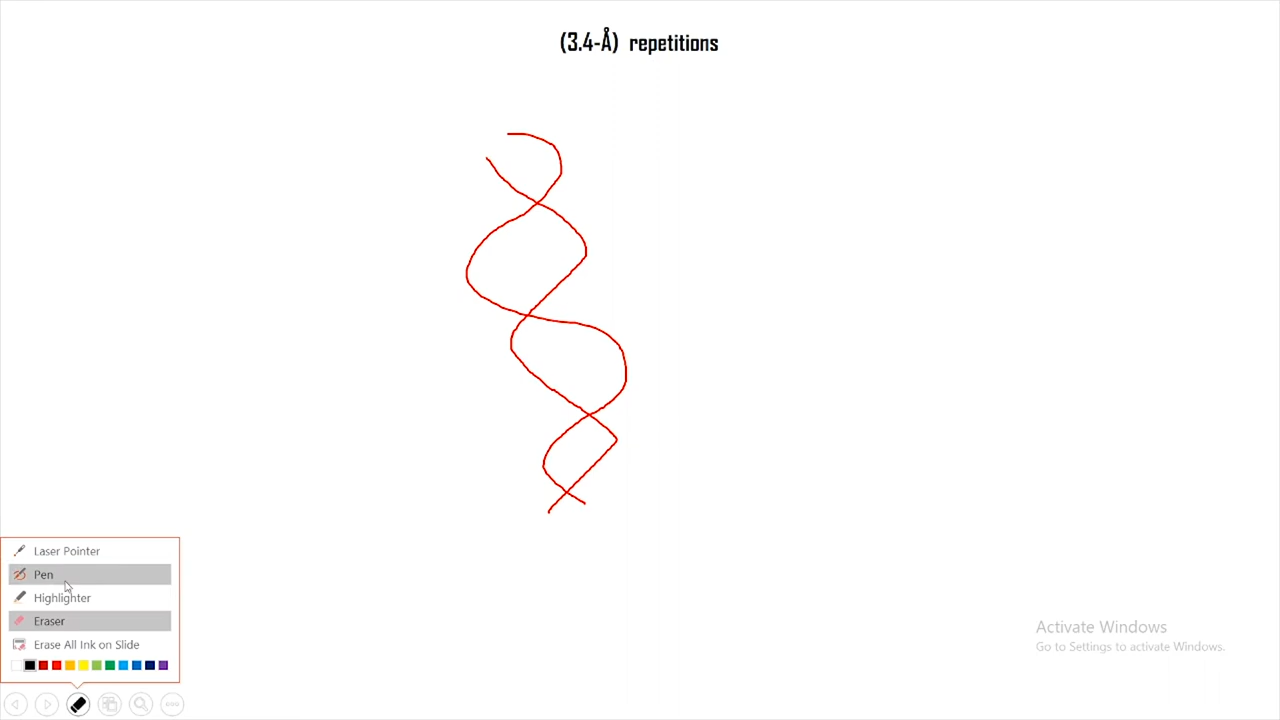 (3.4-Å) repetitions
Laser Pointer
Pen
Highlighter
Eraser
Erase All Ink on Slide
Activate Windows
Go to Settings to activate Windows.